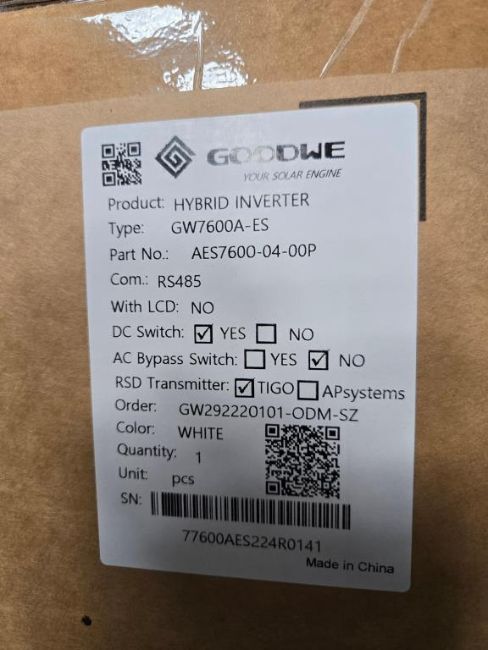 GOODWE
YOUR SOLAR ENGINE
Product: HYBRID INVERTER
Type: GW7600A-ES
Part No.: AES7600-04-00P
Com.: RS485
With LCD: NO
DC Switch: ☑ YES ☐ NO
AC Bypass Switch: ☐ YES ☑ NO
RSD Transmitter: ☑ TIGO ☐ APsystems
Order: GW292220101-ODM-SZ
Color: WHITE
Quantity: 1
Unit: pcs
SN:
77600AES224R0141
Made in China